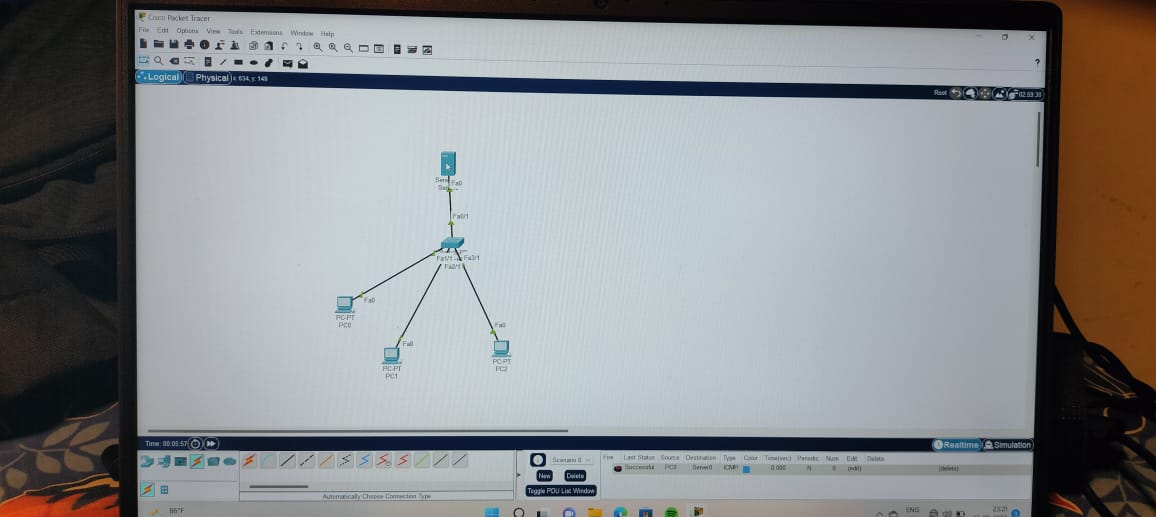 Cisco Packet Tracer
File Edit Options View Tools Extensions Window Help
?
Logical Physical x: 634, y: 149
Root 02:59:30
Fa0
Fa0/1
Fa1/1 Fa3/1
Fa2/1
Fa0
PC-PT
PC0
Fa0
Fa0
PC-PT
PC1
PC-PT
PC2
Time: 00:05:57
Realtime Simulation
Scenario 0
New Delete
Toggle PDU List Window
Fire Last Status Source Destination Type Color Time(sec) Periodic Num Edit Delete
Successful Server0 ICMP 0.000 N 0 (edit) (delete)
Automatically Choose Connection Type
86°F
ENG
23:21